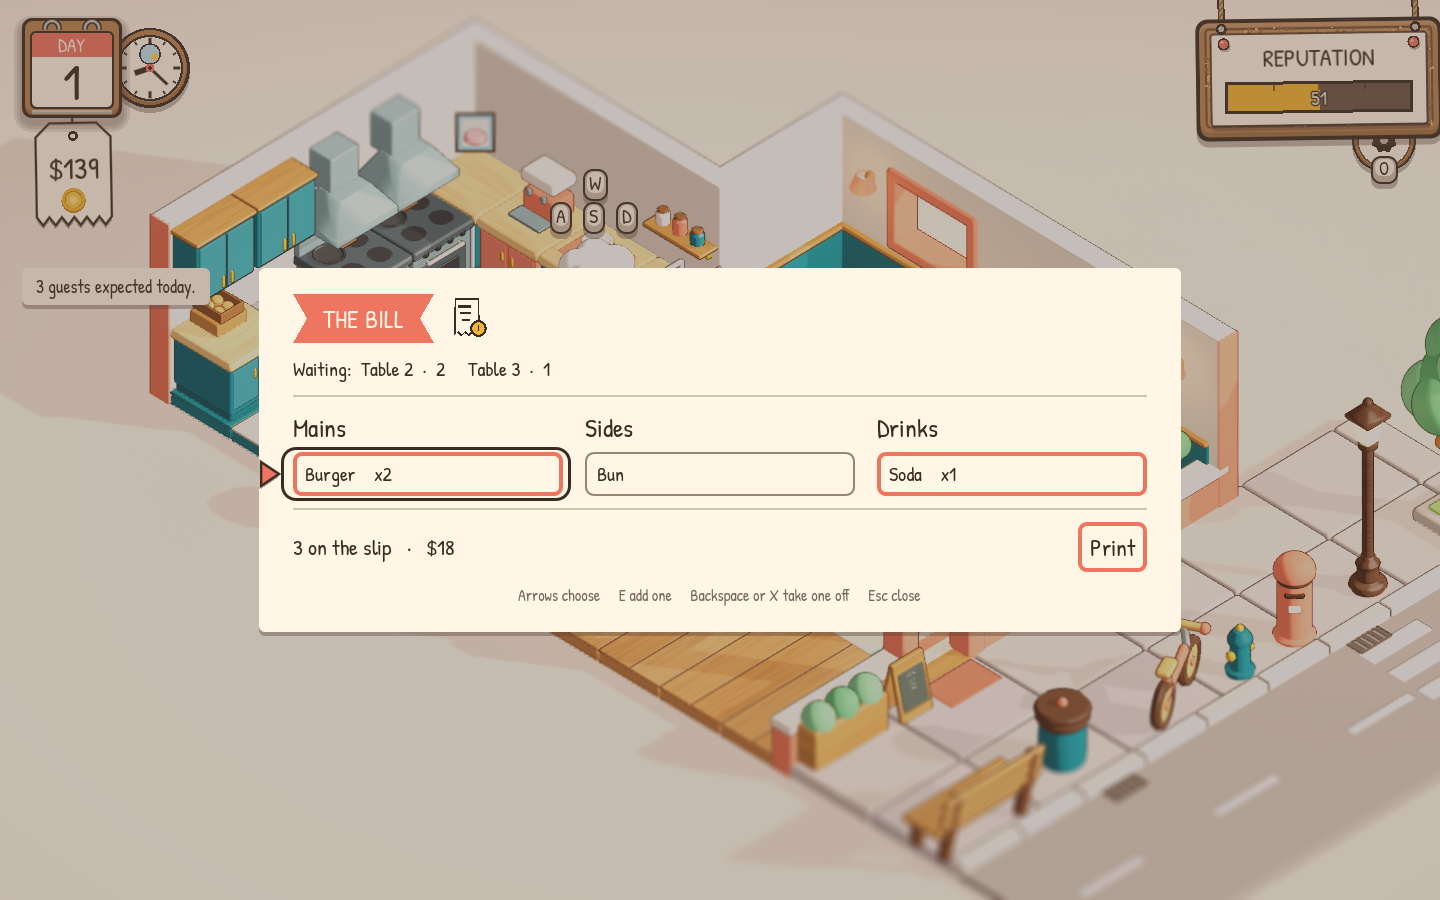 DAY
1
$139
REPUTATION
51
O
W
A S D
3 guests expected today.
THE BILL
Waiting: Table 2 · 2 Table 3 · 1
Mains Sides Drinks
Burger x2 Bun Soda x1
3 on the slip · $18 Print
Arrows choose E add one Backspace or X take one off Esc close